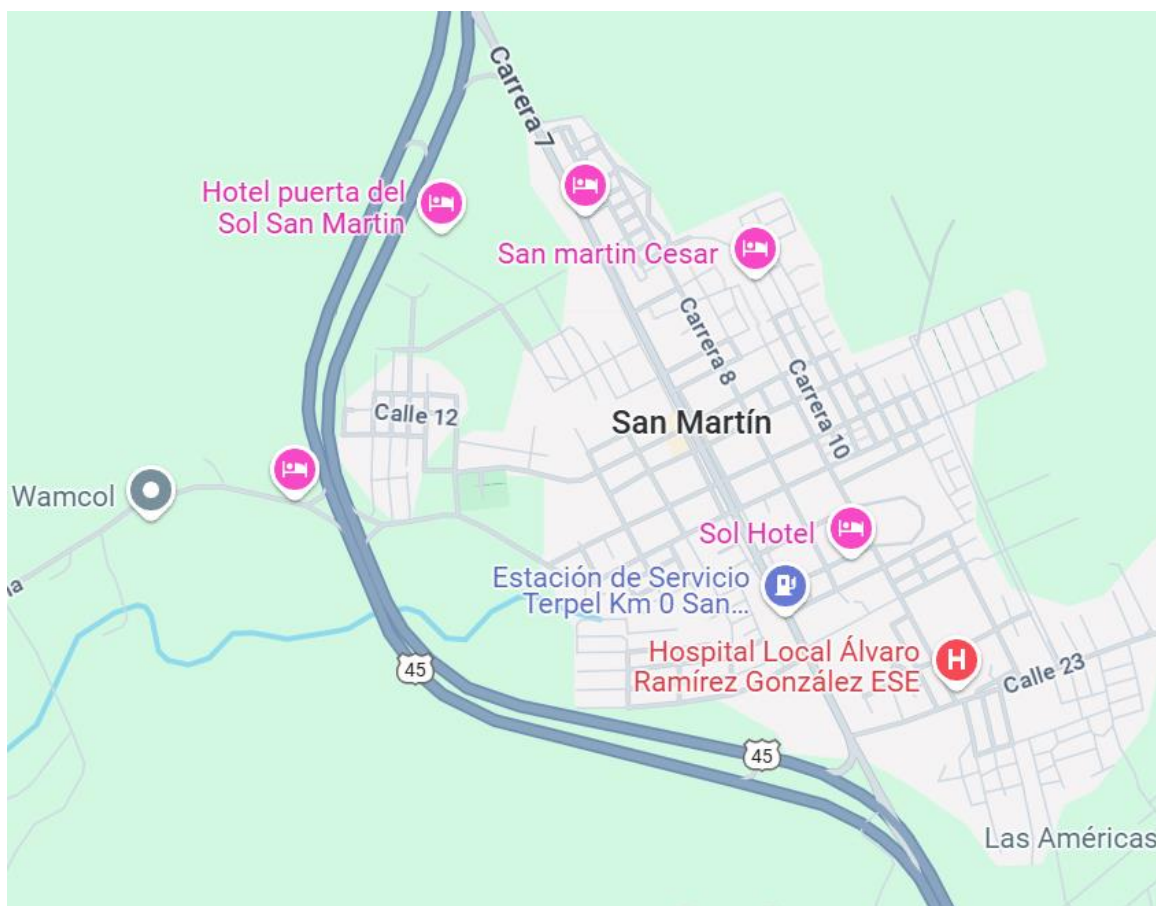 Carrera 7
Hotel puerta del
Sol San Martin
San martin Cesar
Carrera 8
Carrera 10
Calle 12
San Martín
Wamcol
Sol Hotel
Estación de Servicio
Terpel Km 0 San...
la
Hospital Local Álvaro
Ramírez González ESE
H
Calle 23
45
45
Las Américas